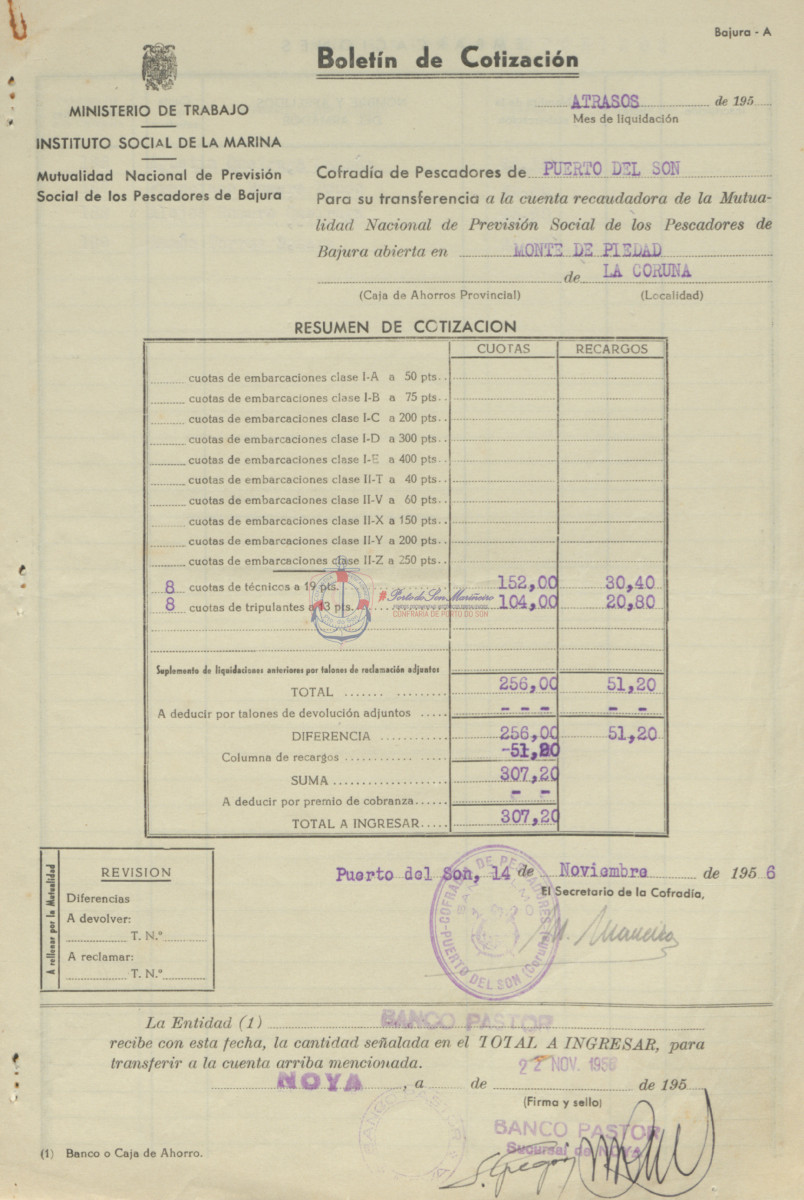 Bajura - A
Boletín de Cotización
MINISTERIO DE TRABAJO
INSTITUTO SOCIAL DE LA MARINA
Mutualidad Nacional de Previsión
Social de los Pescadores de Bajura
ATRASOS de 195
Mes de liquidación
Cofradía de Pescadores de PUERTO DEL SON
Para su transferencia a la cuenta recaudadora de la Mutua-
lidad Nacional de Previsión Social de los Pescadores de
Bajura abierta en MONTE DE PIEDAD
de LA CORUNA
(Caja de Ahorros Provincial) (Localidad)
RESUMEN DE COTIZACION
CUOTAS RECARGOS
cuotas de embarcaciones clase I-A a 50 pts..
cuotas de embarcaciones clase I-B a 75 pts..
cuotas de embarcaciones clase I-C a 200 pts..
cuotas de embarcaciones clase I-D a 300 pts..
cuotas de embarcaciones clase I-E a 400 pts..
cuotas de embarcaciones clase II-T a 40 pts..
cuotas de embarcaciones clase II-V a 60 pts..
cuotas de embarcaciones clase II-X a 150 pts..
cuotas de embarcaciones clase II-Y a 200 pts..
cuotas de embarcaciones clase II-Z a 250 pts..
8 cuotas de técnicos a 19 pts. 152,00 30,40
8 cuotas de tripulantes a 13 pts. 104,00 20,80
Porto do Son Mariñeiro
CONFRARÍA DE PORTO DO SON
Suplemento de liquidaciones anteriores por talones de reclamación adjuntos
TOTAL ....... ......... 256,00 51,20
A deducir por talones de devolución adjuntos ..... - - - - -
DIFERENCIA ........... 256,00 51,20
Columna de recargos ................. -51,20
SUMA ................... 307,20
A deducir por premio de cobranza...... - -
TOTAL A INGRESAR..... 307,20
A rellenar por la Mutualidad
REVISION
Diferencias
A devolver:
T. N.º
A reclamar:
T. N.º
Puerto del Son, 14 de Noviembre de 1956
El Secretario de la Cofradía,
COFRADIA DE PESCADORES
PUERTO DEL SON (Coruña)
La Entidad (1) BANCO PASTOR
recibe con esta fecha, la cantidad señalada en el TOTAL A INGRESAR, para
transferir a la cuenta arriba mencionada.
22 NOV. 1956
NOYA, a de de 195
(Firma y sello)
BANCO PASTOR
Sucursal de NOYA
(1) Banco o Caja de Ahorro.